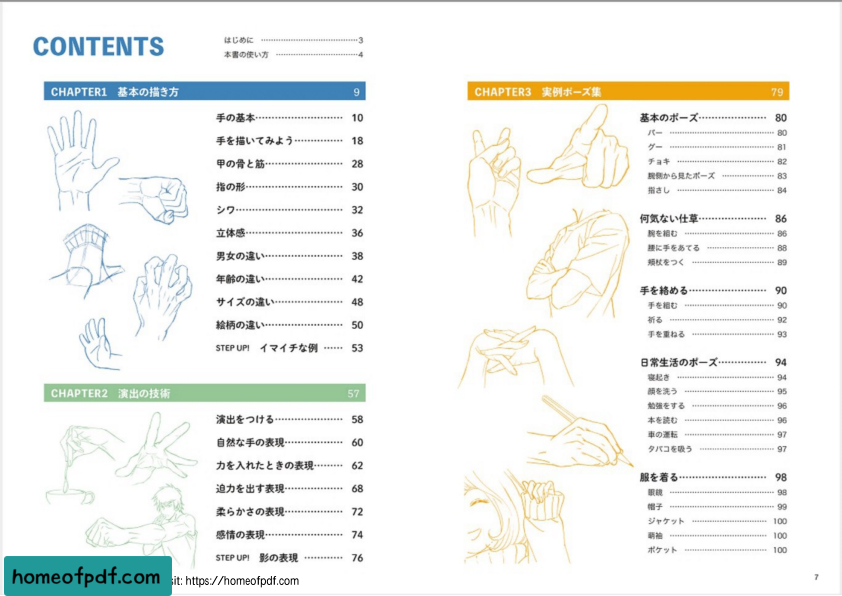 CONTENTS
はじめに ………………………………3
本書の使い方 …………………………4
CHAPTER1 基本の描き方 9
手の基本………………………… 10
手を描いてみよう……………… 18
甲の骨と筋……………………… 28
指の形…………………………… 30
シワ……………………………… 32
立体感…………………………… 36
男女の違い……………………… 38
年齢の違い……………………… 42
サイズの違い…………………… 48
絵柄の違い……………………… 50
STEP UP! イマイチな例 …… 53
CHAPTER2 演出の技術 57
演出をつける…………………… 58
自然な手の表現………………… 60
力を入れたときの表現………… 62
迫力を出す表現………………… 68
柔らかさの表現………………… 72
感情の表現……………………… 74
STEP UP! 影の表現 ………… 76
CHAPTER3 実例ポーズ集 79
基本のポーズ…………………… 80
パー ……………………………… 80
グー ……………………………… 81
チョキ …………………………… 82
腕側から見たポーズ …………… 83
指さし …………………………… 84
何気ない仕草…………………… 86
腕を組む ………………………… 86
腰に手をあてる ………………… 88
頬杖をつく ……………………… 89
手を絡める……………………… 90
手を組む ………………………… 90
祈る ……………………………… 92
手を重ねる ……………………… 93
日常生活のポーズ……………… 94
寝起き …………………………… 94
顔を洗う ………………………… 95
勉強をする ……………………… 96
本を読む ………………………… 96
車の運転 ………………………… 97
タバコを吸う …………………… 97
服を着る………………………… 98
眼鏡 ……………………………… 98
帽子 ……………………………… 99
ジャケット ……………………… 100
萌袖 ……………………………… 100
ポケット ………………………… 100
homeofpdf.com
sit: https://homeofpdf.com
7